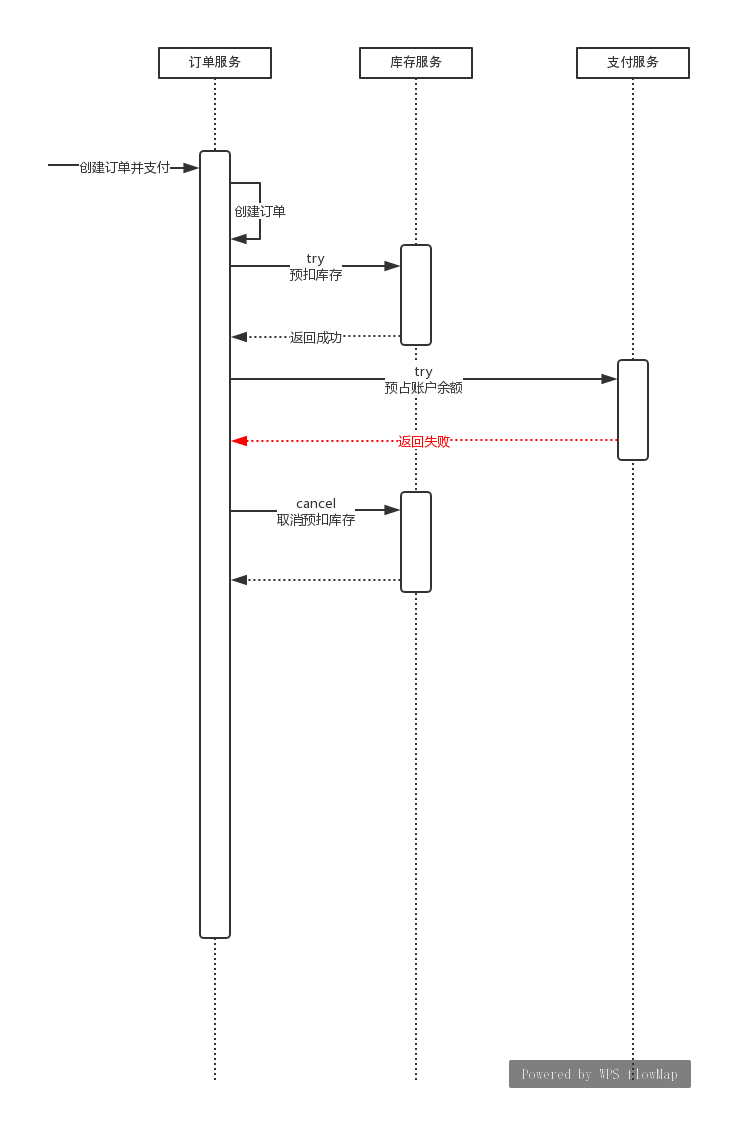 订单服务
库存服务
支付服务
创建订单并支付
创建订单
try
预扣库存
返回成功
try
预占账户余额
返回失败
cancel
取消预扣库存
Powered by WPS flowMap